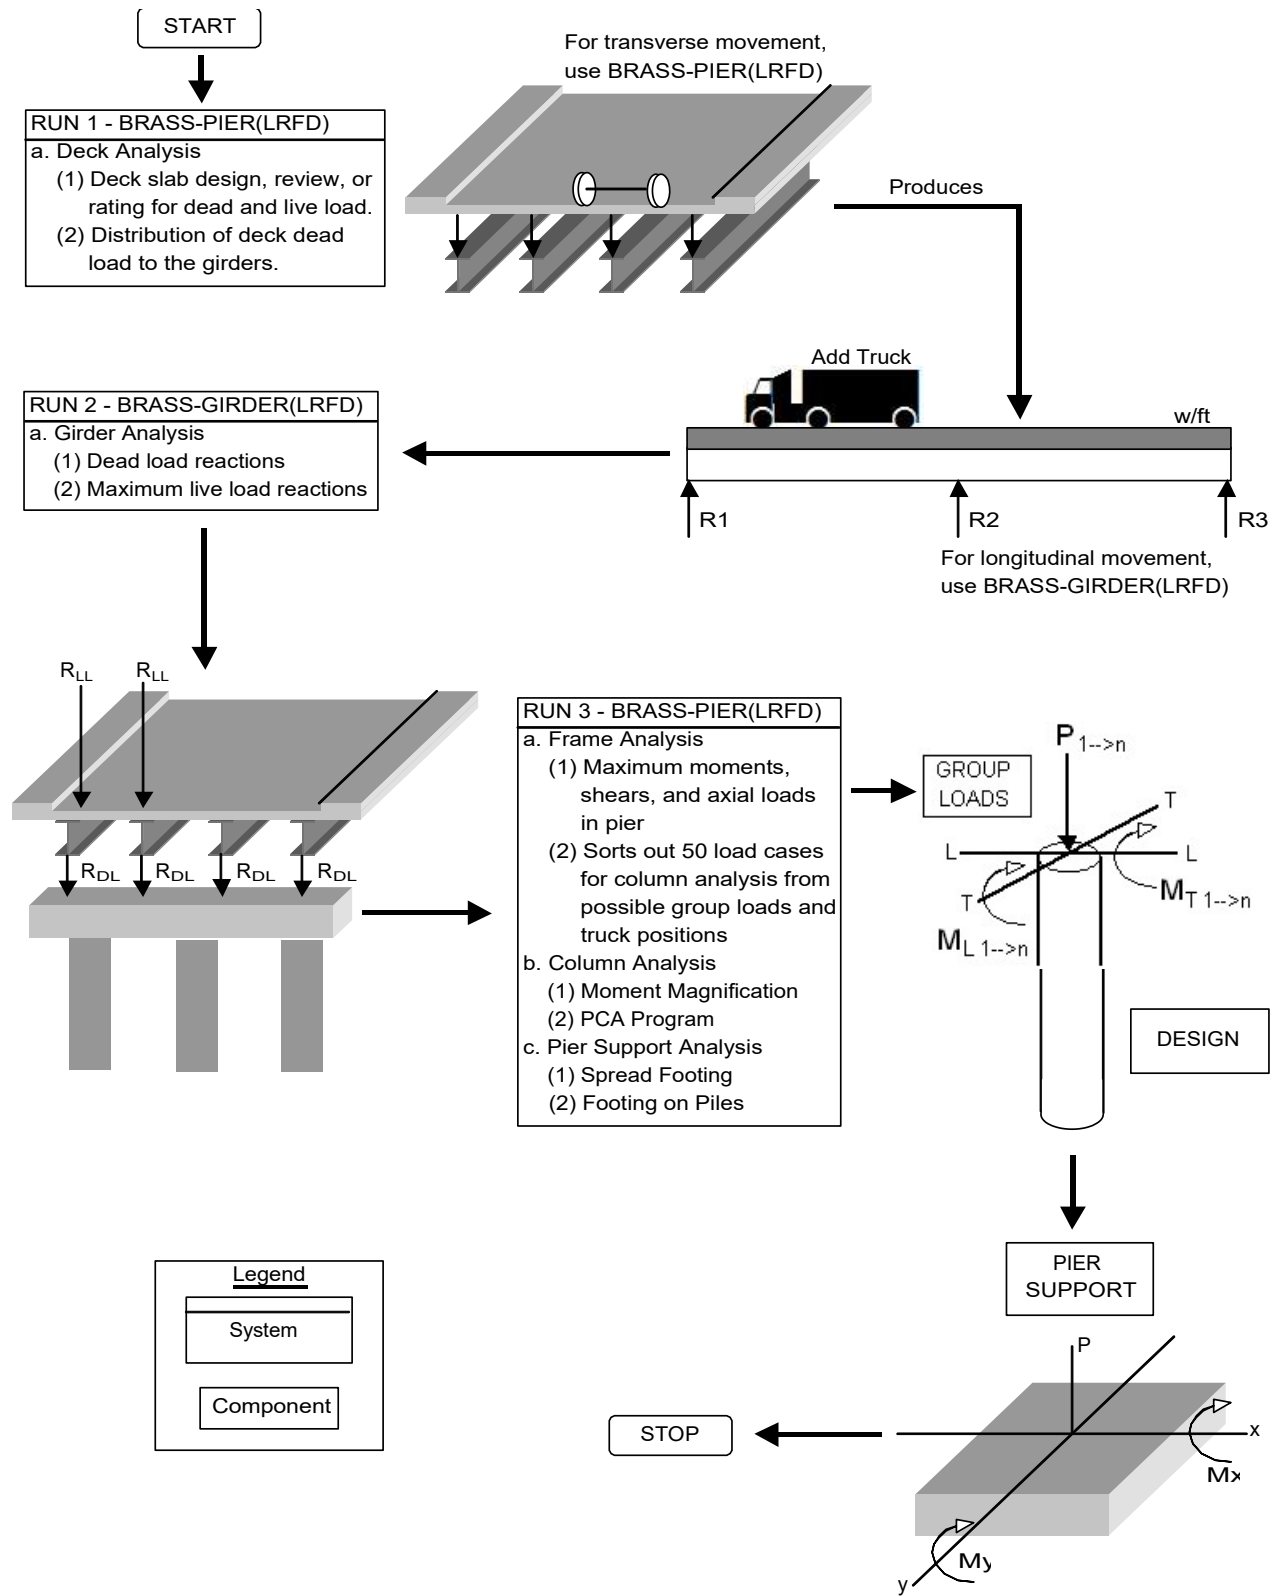 START
For transverse movement,
use BRASS-PIER(LRFD)
RUN 1 - BRASS-PIER(LRFD)
a. Deck Analysis
(1) Deck slab design, review, or
rating for dead and live load.
(2) Distribution of deck dead
load to the girders.
Produces
Add Truck
w/ft
R1
R2
R3
For longitudinal movement,
use BRASS-GIRDER(LRFD)
RUN 2 - BRASS-GIRDER(LRFD)
a. Girder Analysis
(1) Dead load reactions
(2) Maximum live load reactions
RLL RLL
RDL RDL RDL RDL
RUN 3 - BRASS-PIER(LRFD)
a. Frame Analysis
(1) Maximum moments,
shears, and axial loads
in pier
(2) Sorts out 50 load cases
for column analysis from
possible group loads and
truck positions
b. Column Analysis
(1) Moment Magnification
(2) PCA Program
c. Pier Support Analysis
(1) Spread Footing
(2) Footing on Piles
GROUP
LOADS
P 1-->n
T
L L
T
M T 1-->n
M L 1-->n
DESIGN
PIER
SUPPORT
P
x
Mx
My
y
STOP
Legend
System
Component